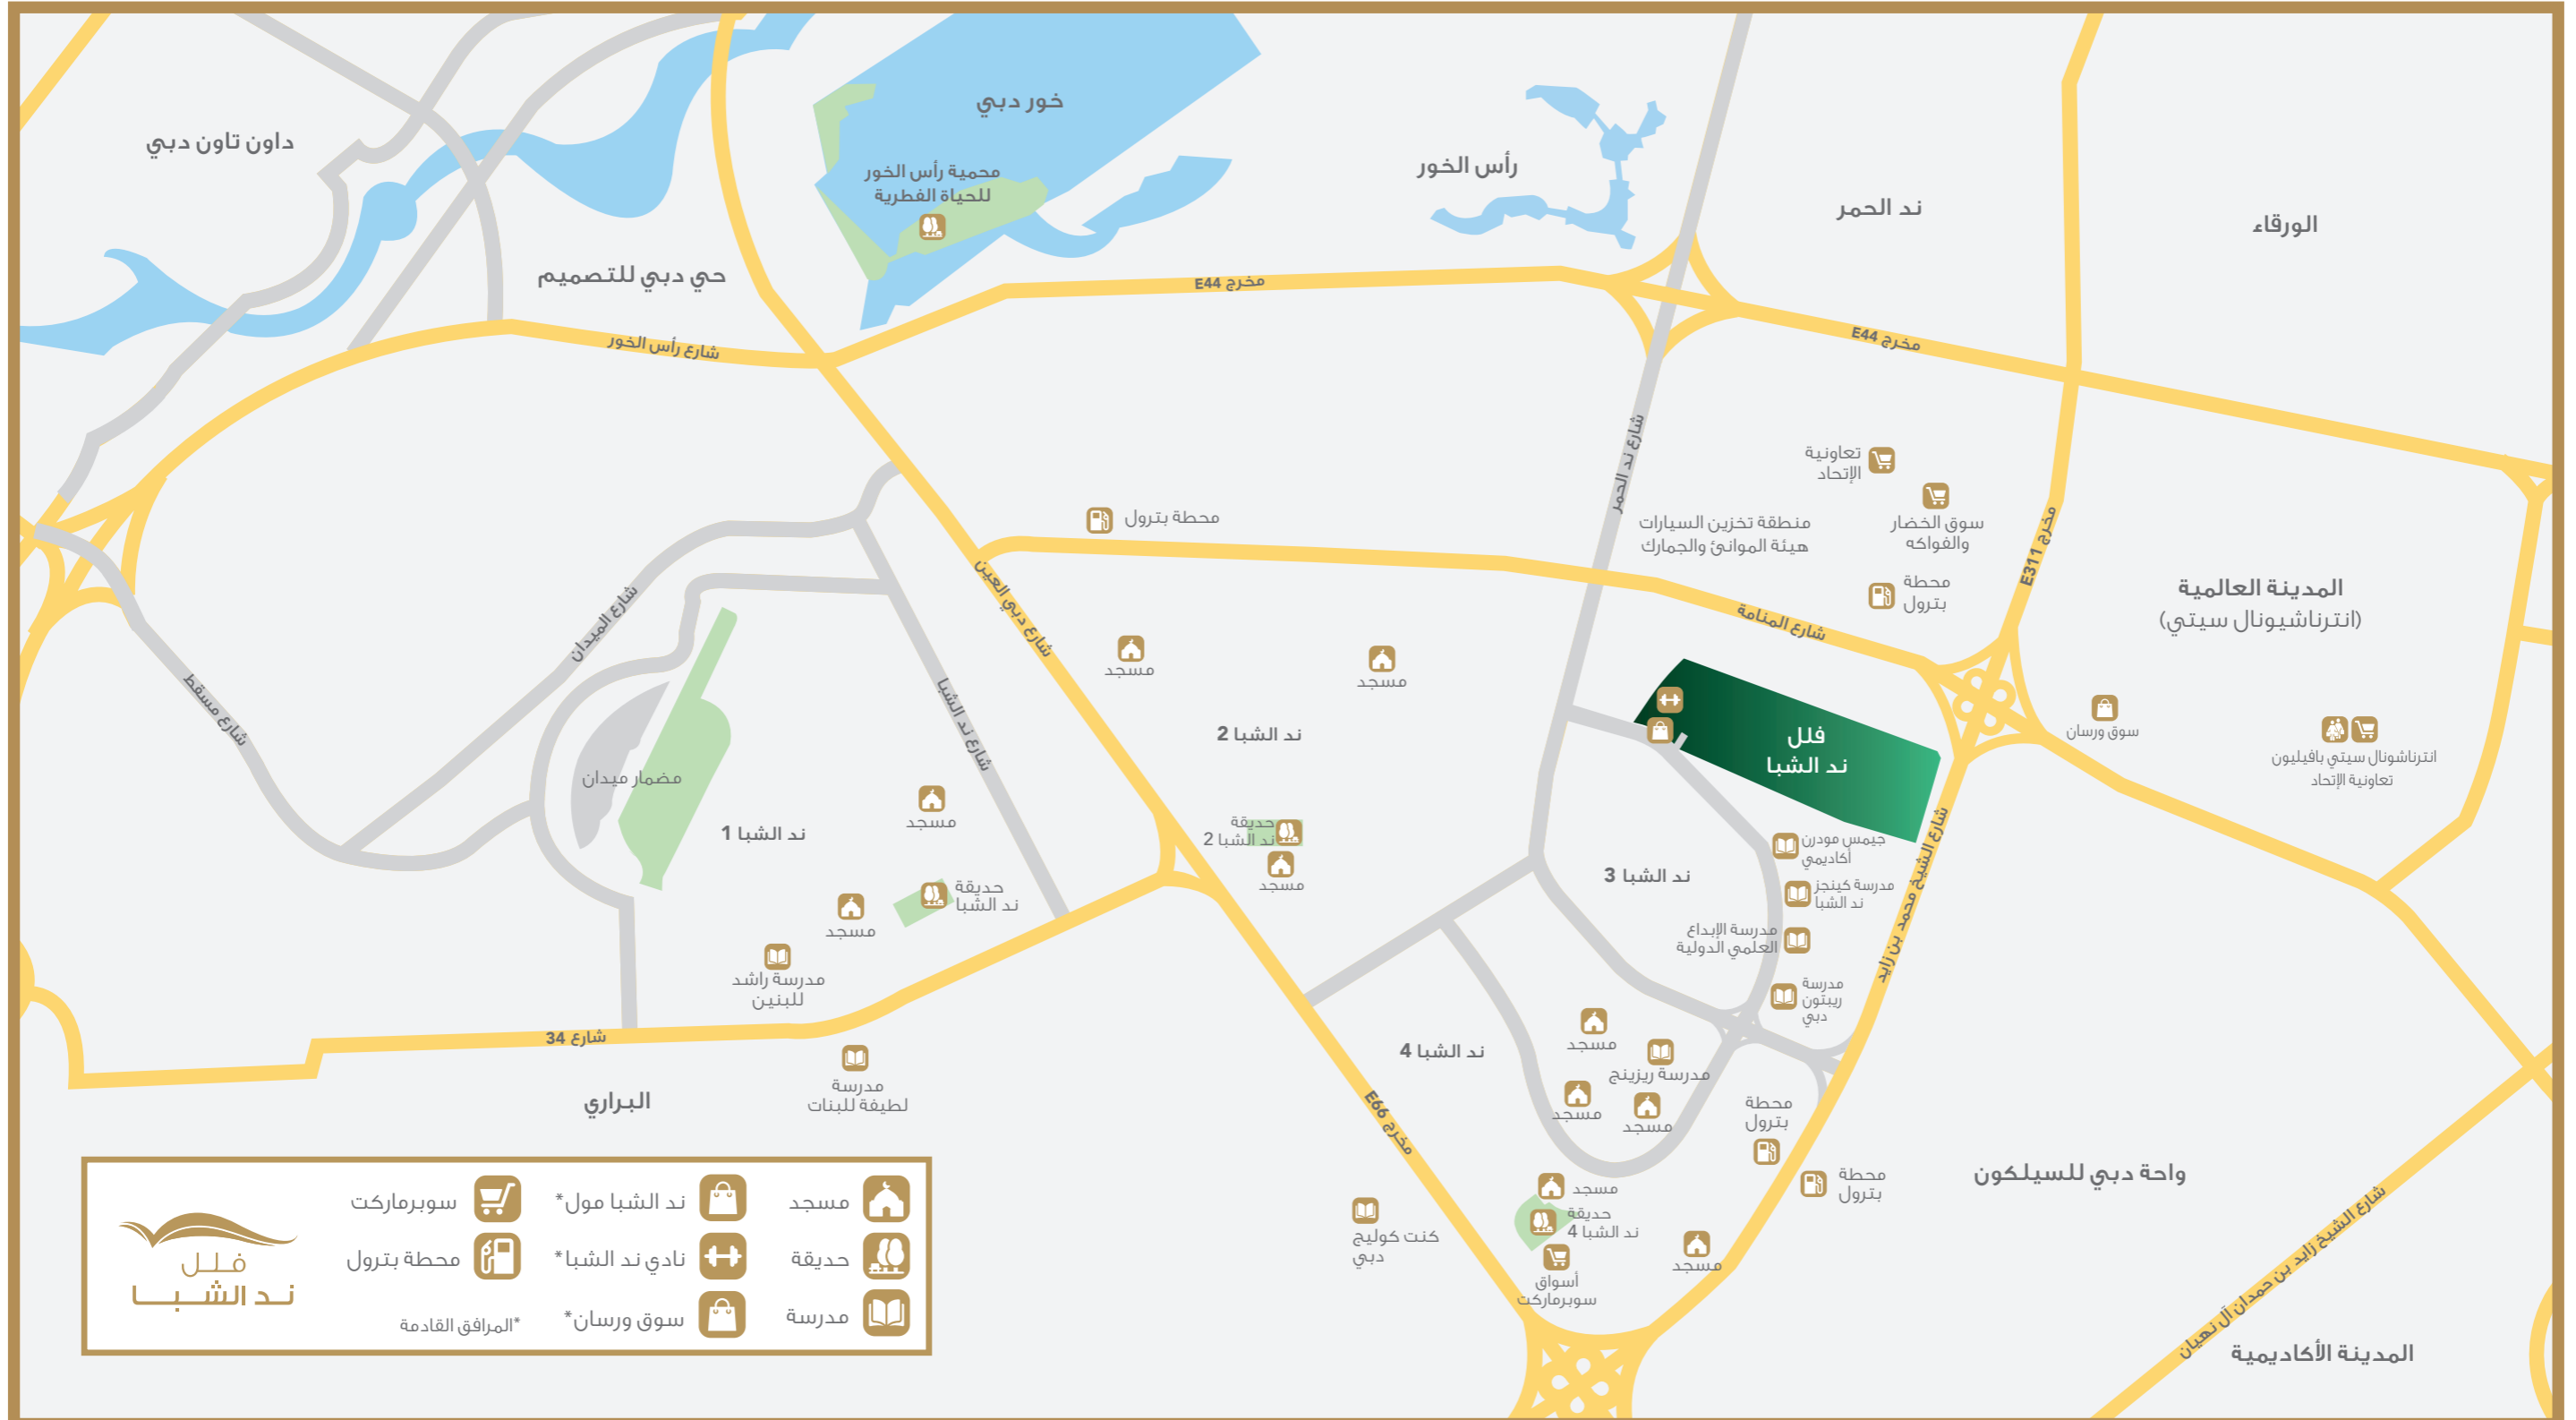 خور دبي
داون تاون دبي
رأس الخور
محمية رأس الخور
للحياة الفطرية
ند الحمر
الورقاء
حي دبي للتصميم
مخرج E44
مخرج E44
شارع رأس الخور
شارع ند الحمر
تعاونية
الإتحاد
سوق الخضار
والفواكه
منطقة تخزين السيارات
هيئة الموانئ والجمارك
محطة بترول
مخرج E311
محطة
بترول
المدينة العالمية
(انترناشيونال سيتي)
شارع المنامة
شارع دبي العين
شارع الميدان
شارع مسقط
شارع ند الشبا
مسجد
مسجد
ند الشبا 2
فلل
ند الشبا
سوق ورسان
انترناشونال سيتي بافيليون
تعاونية الإتحاد
مضمار ميدان
ند الشبا 1
مسجد
حديقة
ند الشبا 2
مسجد
جيمس مودرن
أكاديمي
شارع الشيخ محمد بن زايد
ند الشبا 3
مدرسة كينجز
ند الشبا
حديقة
ند الشبا
مسجد
مدرسة الإبداع
العلمي الدولية
مدرسة راشد
للبنين
مدرسة
ريبتون
دبي
شارع 34
مسجد
ند الشبا 4
مدرسة ريزينج
مدرسة
لطيفة للبنات
البراري
مسجد
مسجد
محطة
بترول
مخرج E66
واحة دبي للسيلكون
محطة
بترول
مسجد
حديقة
ند الشبا 4
كنت كوليج
دبي
مسجد
أسواق
سوبرماركت
شارع الشيخ زايد بن حمدان آل نهيان
المدينة الأكاديمية
مسجد
ند الشبا مول*
سوبرماركت
حديقة
نادي ند الشبا*
محطة بترول
مدرسة
سوق ورسان*
*المرافق القادمة
فلل
ند الشبا